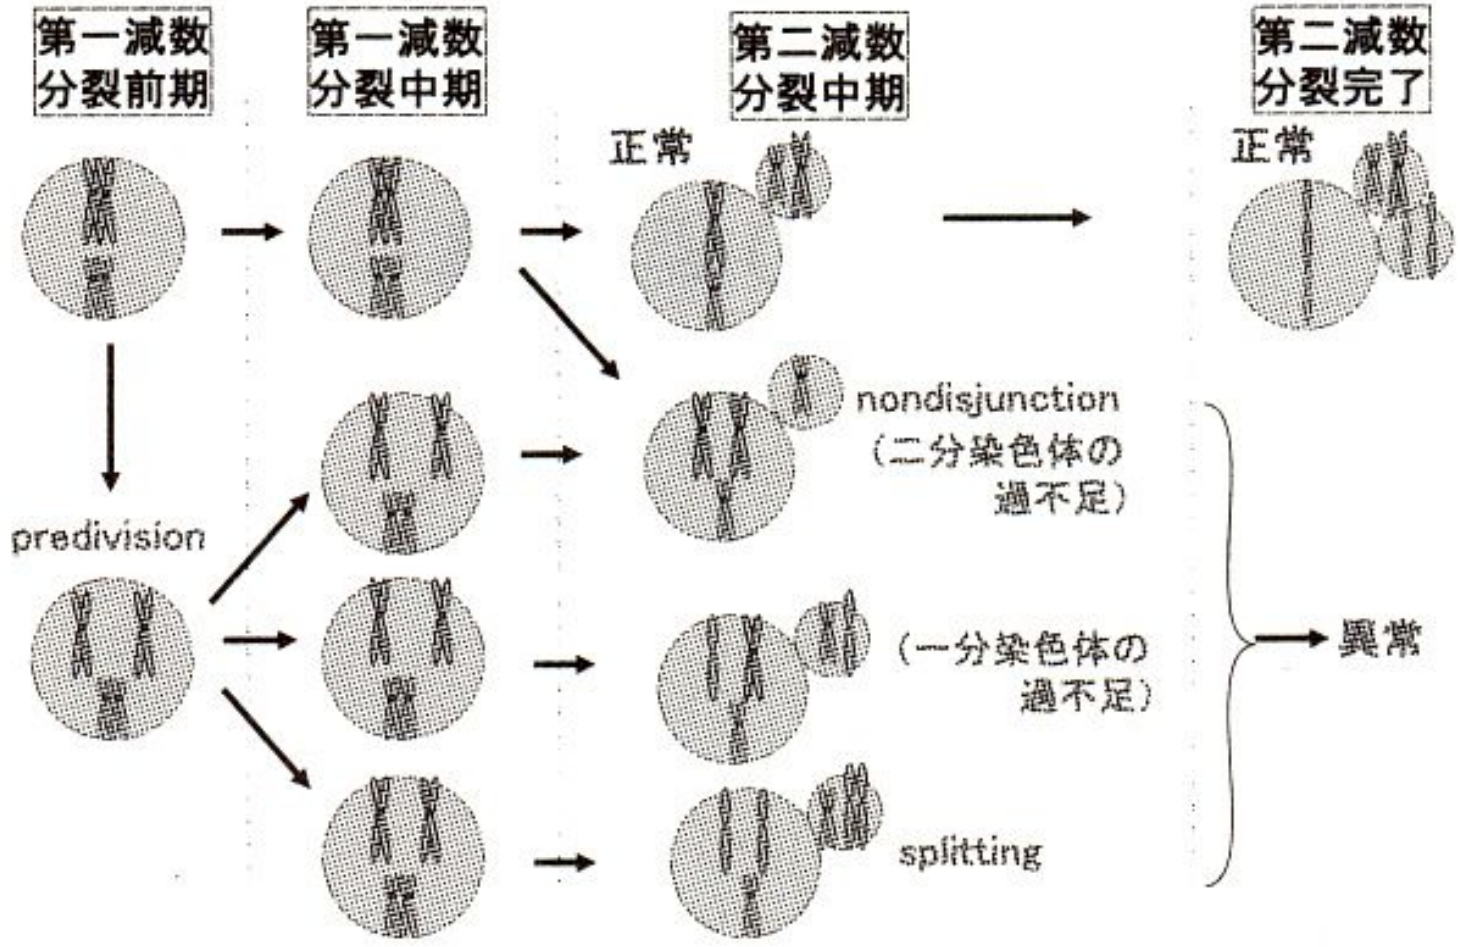 第一減数
分裂前期
第一減数
分裂中期
第二減数
分裂中期
第二減数
分裂完了
正常
正常
nondisjunction
（二分染色体の
過不足）
predivision
（一分染色体の
過不足）
異常
splitting